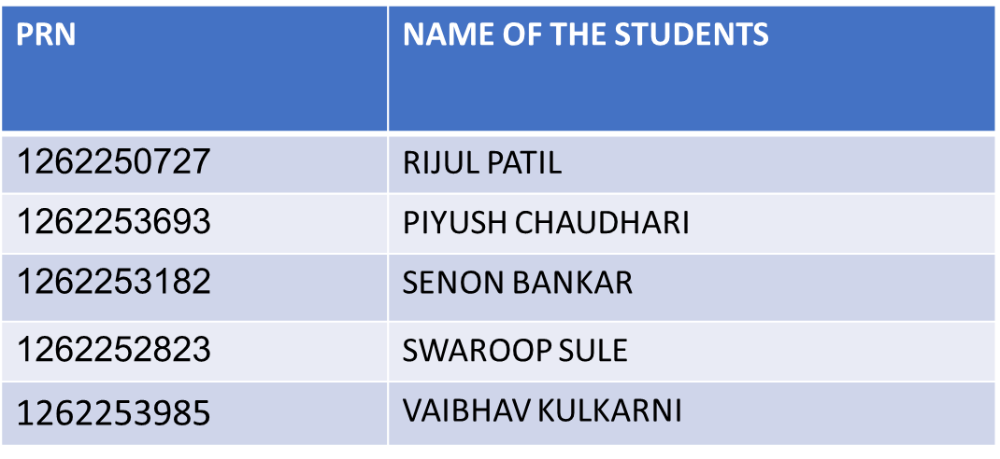 PRN NAME OF THE STUDENTS
1262250727 RIJUL PATIL
1262253693 PIYUSH CHAUDHARI
1262253182 SENON BANKAR
1262252823 SWAROOP SULE
1262253985 VAIBHAV KULKARNI